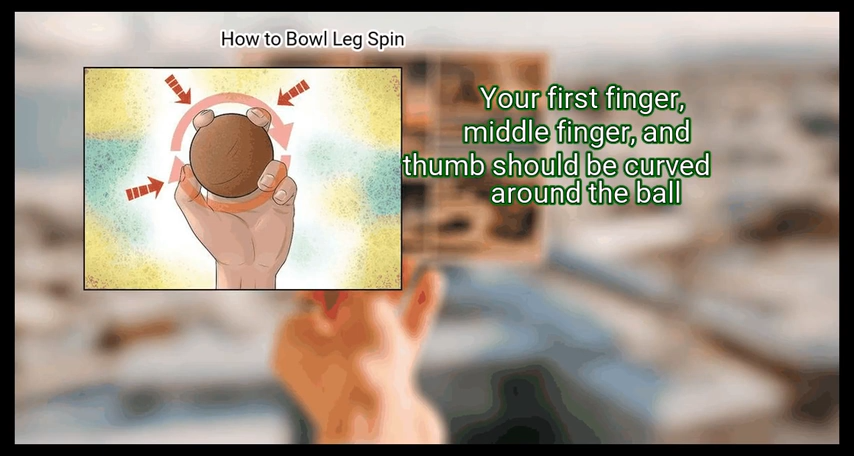 How to Bowl Leg Spin
Your first finger,
middle finger, and
thumb should be curved
around the ball